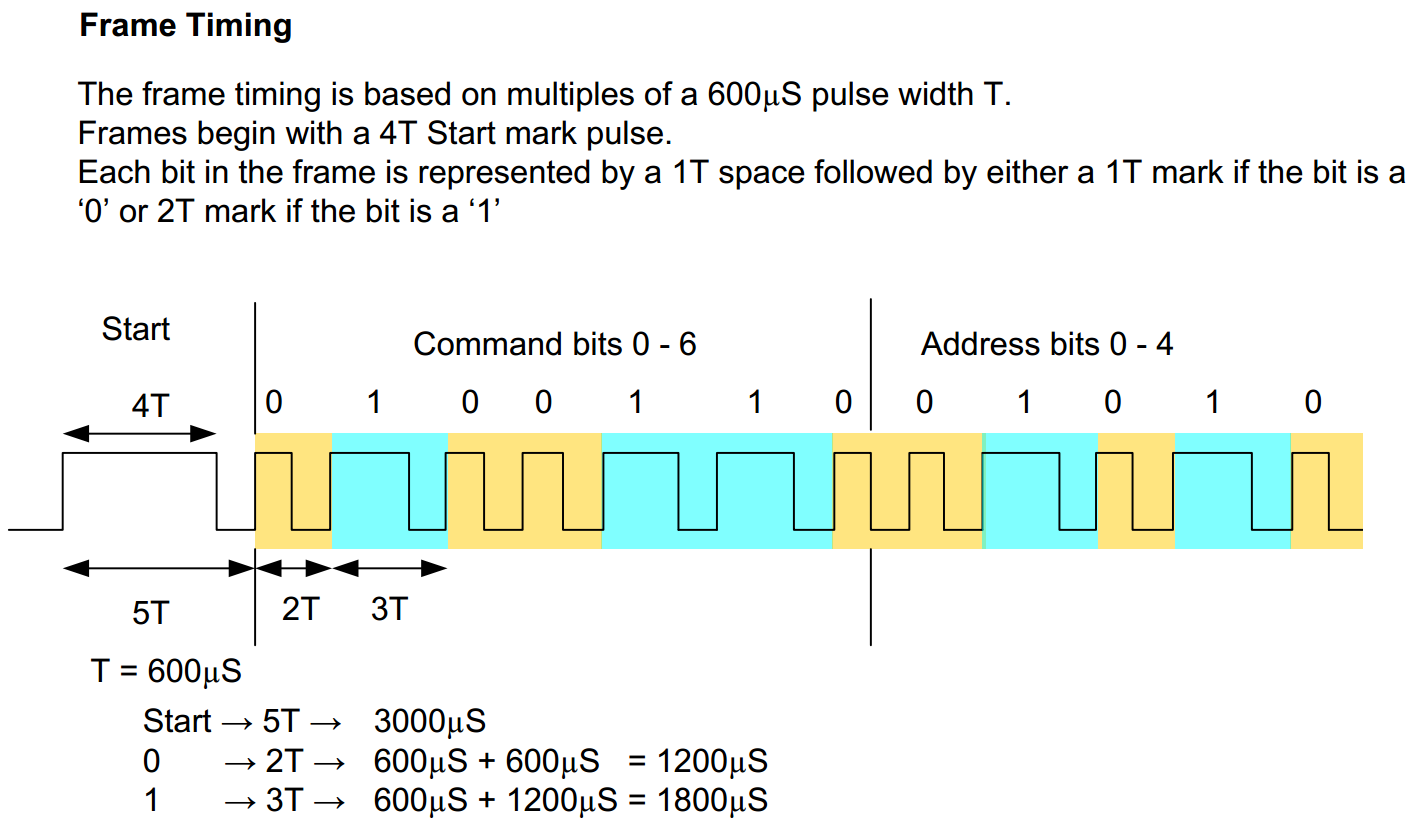 Frame Timing
The frame timing is based on multiples of a 600μS pulse width T.
Frames begin with a 4T Start mark pulse.
Each bit in the frame is represented by a 1T space followed by either a 1T mark if the bit is a
‘0’ or 2T mark if the bit is a ‘1’
Start
Command bits 0 - 6
Address bits 0 - 4
4T
0 1 0 0 1 1 0 0 1 0 1 0
5T 2T 3T
T = 600μS
Start → 5T → 3000μS
0 → 2T → 600μS + 600μS = 1200μS
1 → 3T → 600μS + 1200μS = 1800μS